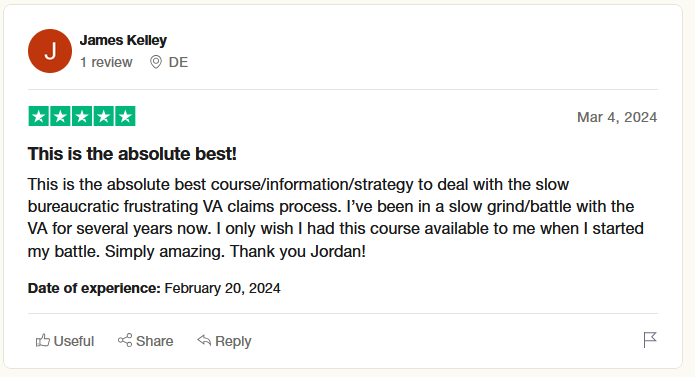 J
James Kelley
1 review DE
Mar 4, 2024
This is the absolute best!
This is the absolute best course/information/strategy to deal with the slow
bureaucratic frustrating VA claims process. I’ve been in a slow grind/battle with the
VA for several years now. I only wish I had this course available to me when I started
my battle. Simply amazing. Thank you Jordan!
Date of experience: February 20, 2024
Useful Share Reply